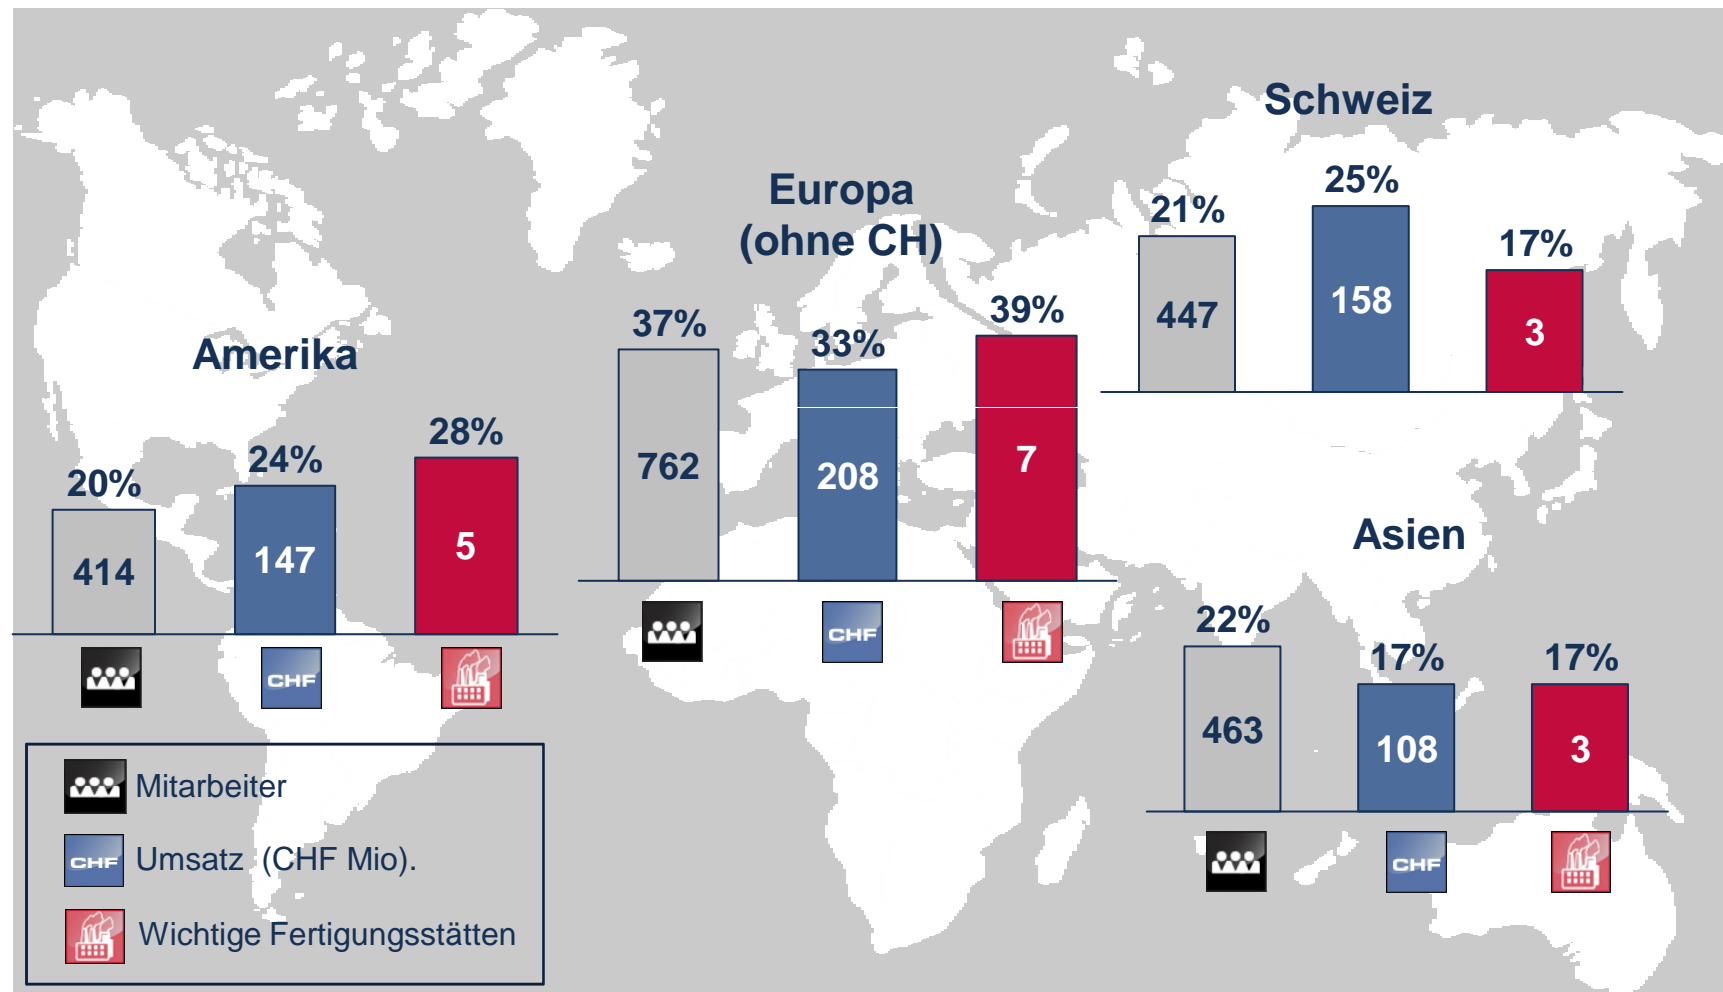 Schweiz
21%
25%
17%
447
158
3
Europa
(ohne CH)
37%
33%
39%
762
208
7
CHF
Amerika
20%
24%
28%
414
147
5
CHF
Asien
22%
17%
17%
463
108
3
CHF
Mitarbeiter
CHF
Umsatz (CHF Mio).
Wichtige Fertigungsstätten